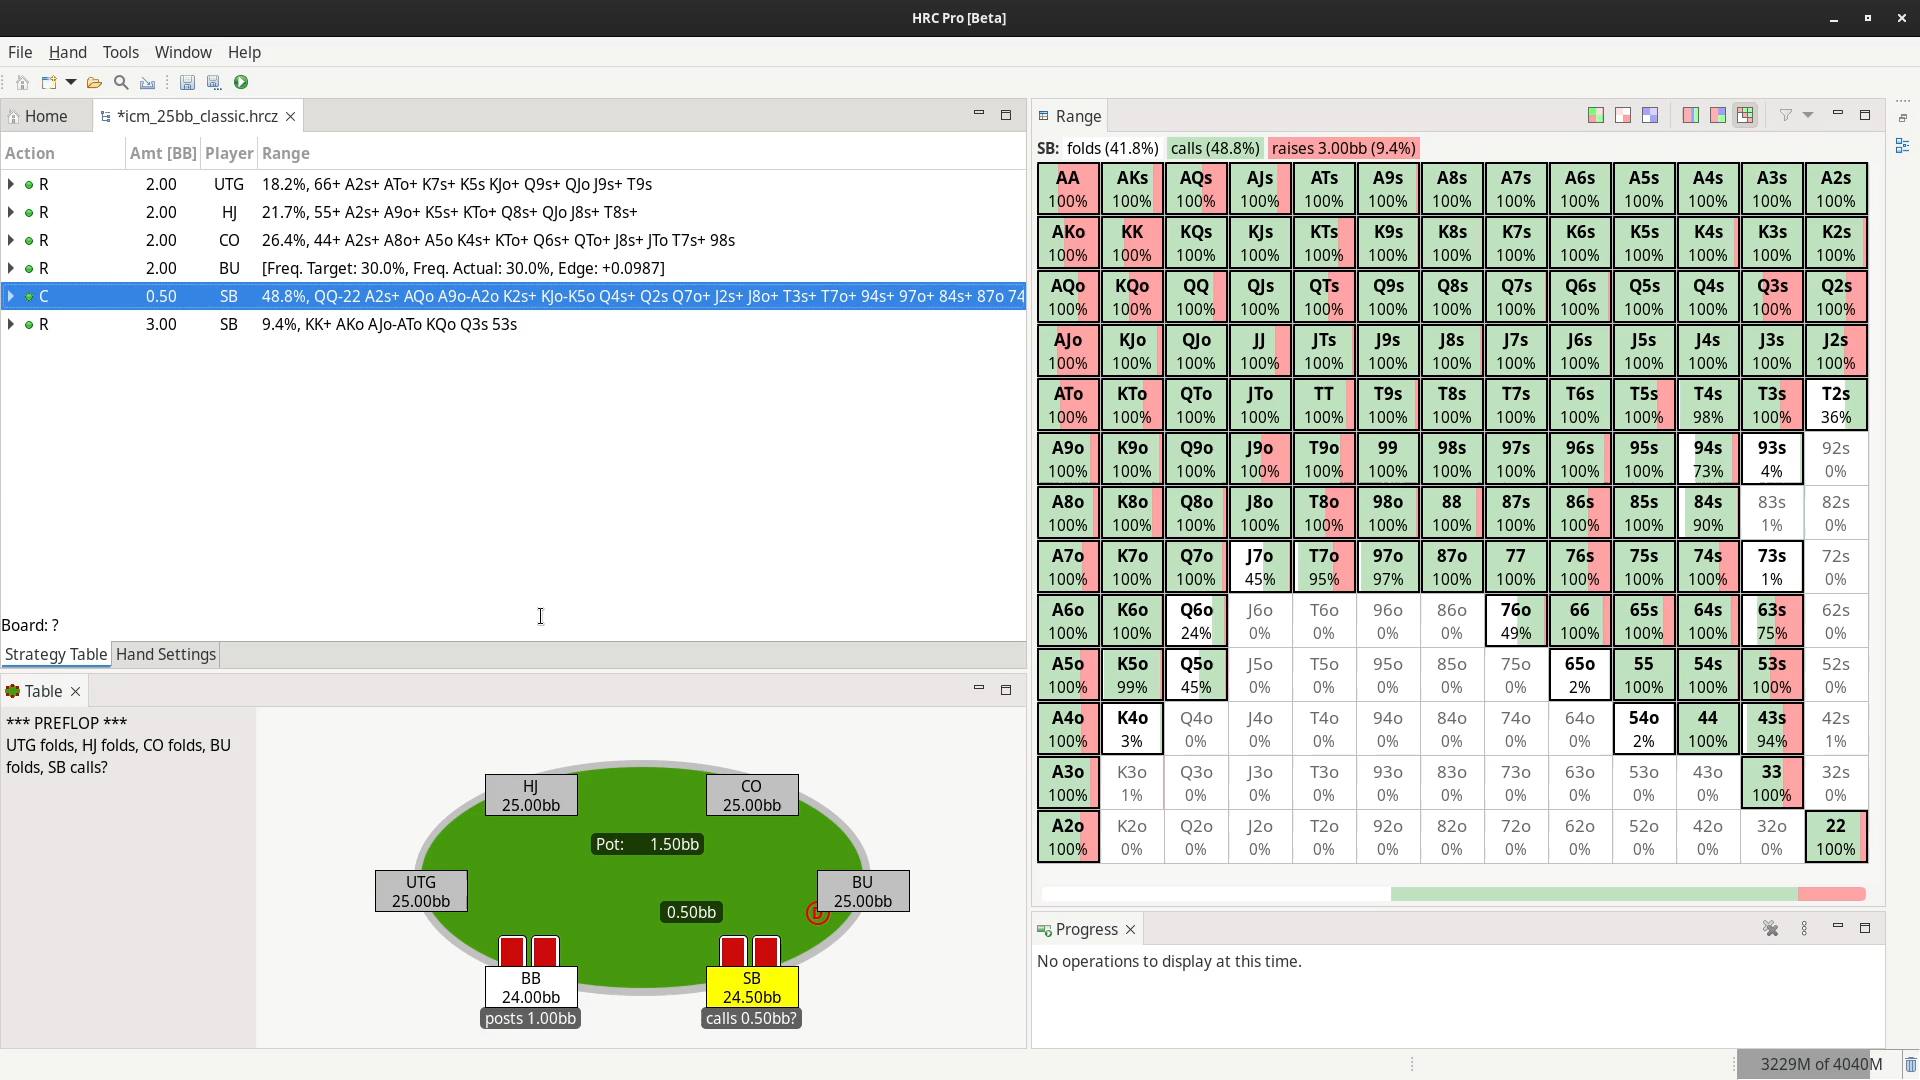 HRC Pro [Beta]
File Hand Tools Window Help
Home *icm_25bb_classic.hrcz
Action Amt [BB] Player Range
R 2.00 UTG 18.2%, 66+ A2s+ ATo+ K7s+ K5s KJo+ Q9s+ QJo J9s+ T9s
R 2.00 HJ 21.7%, 55+ A2s+ A9o+ K5s+ KTo+ Q8s+ QJo J8s+ T8s+
R 2.00 CO 26.4%, 44+ A2s+ A8o+ A5o K4s+ KTo+ Q6s+ QTo+ J8s+ JTo T7s+ 98s
R 2.00 BU [Freq. Target: 30.0%, Freq. Actual: 30.0%, Edge: +0.0987]
C 0.50 SB 48.8%, QQ-22 A2s+ AQo A9o-A2o K2s+ KJo-K5o Q4s+ Q2s Q7o+ J2s+ J8o+ T3s+ T7o+ 94s+ 97o+ 84s+ 87o 74
R 3.00 SB 9.4%, KK+ AKo AJo-ATo KQo Q3s 53s
Board: ?
Strategy Table Hand Settings
Table
*** PREFLOP ***
UTG folds, HJ folds, CO folds, BU
folds, SB calls?
HJ
25.00bb
CO
25.00bb
Pot: 1.50bb
UTG
25.00bb
BU
25.00bb
0.50bb
D
BB
24.00bb
SB
24.50bb
posts 1.00bb
calls 0.50bb?
Range
SB: folds (41.8%) calls (48.8%) raises 3.00bb (9.4%)
AA AKs AQs AJs ATs A9s A8s A7s A6s A5s A4s A3s A2s
100% 100% 100% 100% 100% 100% 100% 100% 100% 100% 100% 100% 100%
AKo KK KQs KJs KTs K9s K8s K7s K6s K5s K4s K3s K2s
100% 100% 100% 100% 100% 100% 100% 100% 100% 100% 100% 100% 100%
AQo KQo QQ QJs QTs Q9s Q8s Q7s Q6s Q5s Q4s Q3s Q2s
100% 100% 100% 100% 100% 100% 100% 100% 100% 100% 100% 100% 100%
AJo KJo QJo JJ JTs J9s J8s J7s J6s J5s J4s J3s J2s
100% 100% 100% 100% 100% 100% 100% 100% 100% 100% 100% 100% 100%
ATo KTo QTo JTo TT T9s T8s T7s T6s T5s T4s T3s T2s
100% 100% 100% 100% 100% 100% 100% 100% 100% 100% 98% 100% 36%
A9o K9o Q9o J9o T9o 99 98s 97s 96s 95s 94s 93s 92s
100% 100% 100% 100% 100% 100% 100% 100% 100% 100% 73% 4% 0%
A8o K8o Q8o J8o T8o 98o 88 87s 86s 85s 84s 83s 82s
100% 100% 100% 100% 100% 100% 100% 100% 100% 100% 90% 1% 0%
A7o K7o Q7o J7o T7o 97o 87o 77 76s 75s 74s 73s 72s
100% 100% 100% 45% 95% 97% 100% 100% 100% 100% 100% 1% 0%
A6o K6o Q6o J6o T6o 96o 86o 76o 66 65s 64s 63s 62s
100% 100% 24% 0% 0% 0% 0% 49% 100% 100% 100% 75% 0%
A5o K5o Q5o J5o T5o 95o 85o 75o 65o 55 54s 53s 52s
100% 99% 45% 0% 0% 0% 0% 0% 2% 100% 100% 100% 0%
A4o K4o Q4o J4o T4o 94o 84o 74o 64o 54o 44 43s 42s
100% 3% 0% 0% 0% 0% 0% 0% 0% 2% 100% 94% 1%
A3o K3o Q3o J3o T3o 93o 83o 73o 63o 53o 43o 33 32s
100% 1% 0% 0% 0% 0% 0% 0% 0% 0% 0% 100% 0%
A2o K2o Q2o J2o T2o 92o 82o 72o 62o 52o 42o 32o 22
100% 0% 0% 0% 0% 0% 0% 0% 0% 0% 0% 0% 100%
Progress
No operations to display at this time.
3229M of 4040M